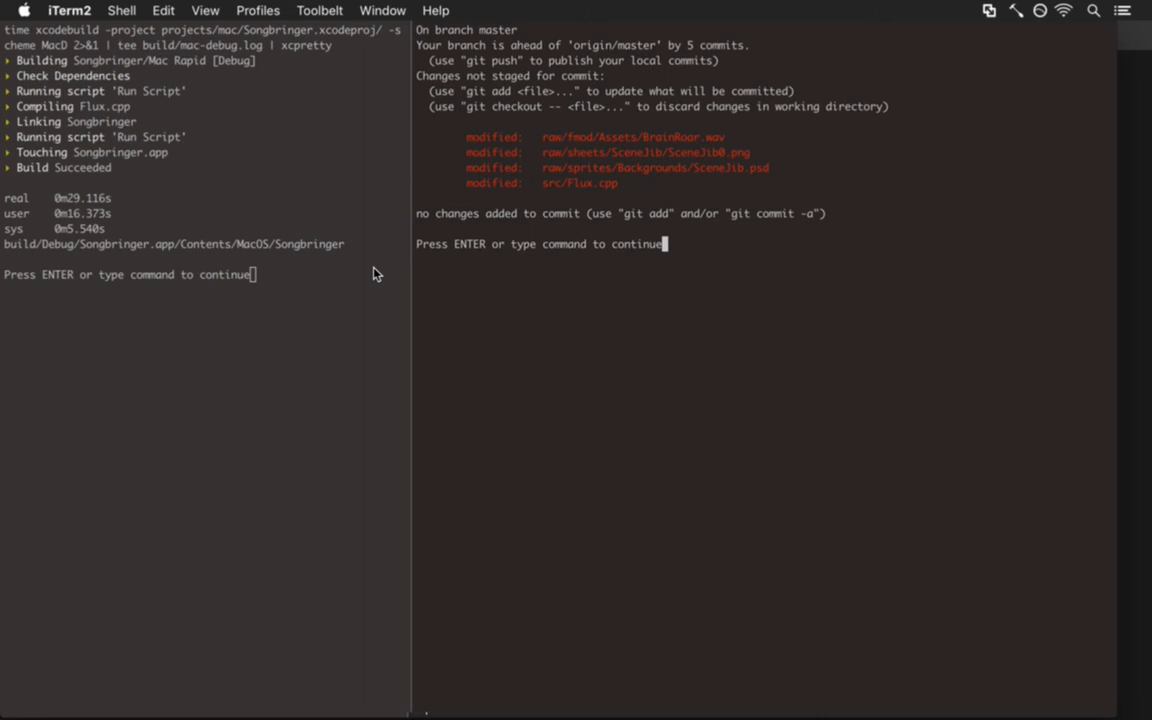 iTerm2 Shell Edit View Profiles Toolbelt Window Help
time xcodebuild -project projects/mac/Songbringer.xcodeproj/ -s
cheme MacD 2>&1 | tee build/mac-debug.log | xcpretty
Building Songbringer/Mac Rapid [Debug]
Check Dependencies
Running script 'Run Script'
Compiling Flux.cpp
Linking Songbringer
Running script 'Run Script'
Touching Songbringer.app
Build Succeeded
real 0m29.116s
user 0m16.373s
sys 0m5.540s
build/Debug/Songbringer.app/Contents/MacOS/Songbringer
Press ENTER or type command to continue
On branch master
Your branch is ahead of 'origin/master' by 5 commits.
(use "git push" to publish your local commits)
Changes not staged for commit:
(use "git add <file>..." to update what will be committed)
(use "git checkout -- <file>..." to discard changes in working directory)
modified: raw/fmod/Assets/BrainRoar.wav
modified: raw/sheets/SceneJib/SceneJib0.png
modified: raw/sprites/Backgrounds/SceneJib.psd
modified: src/Flux.cpp
no changes added to commit (use "git add" and/or "git commit -a")
Press ENTER or type command to continue